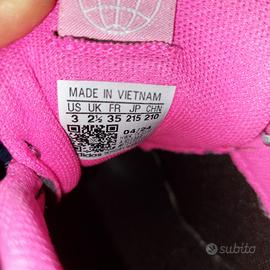 MADE IN VIETNAM
US UK FR JP CHN
3 2½ 35 215 210
04/24
subito